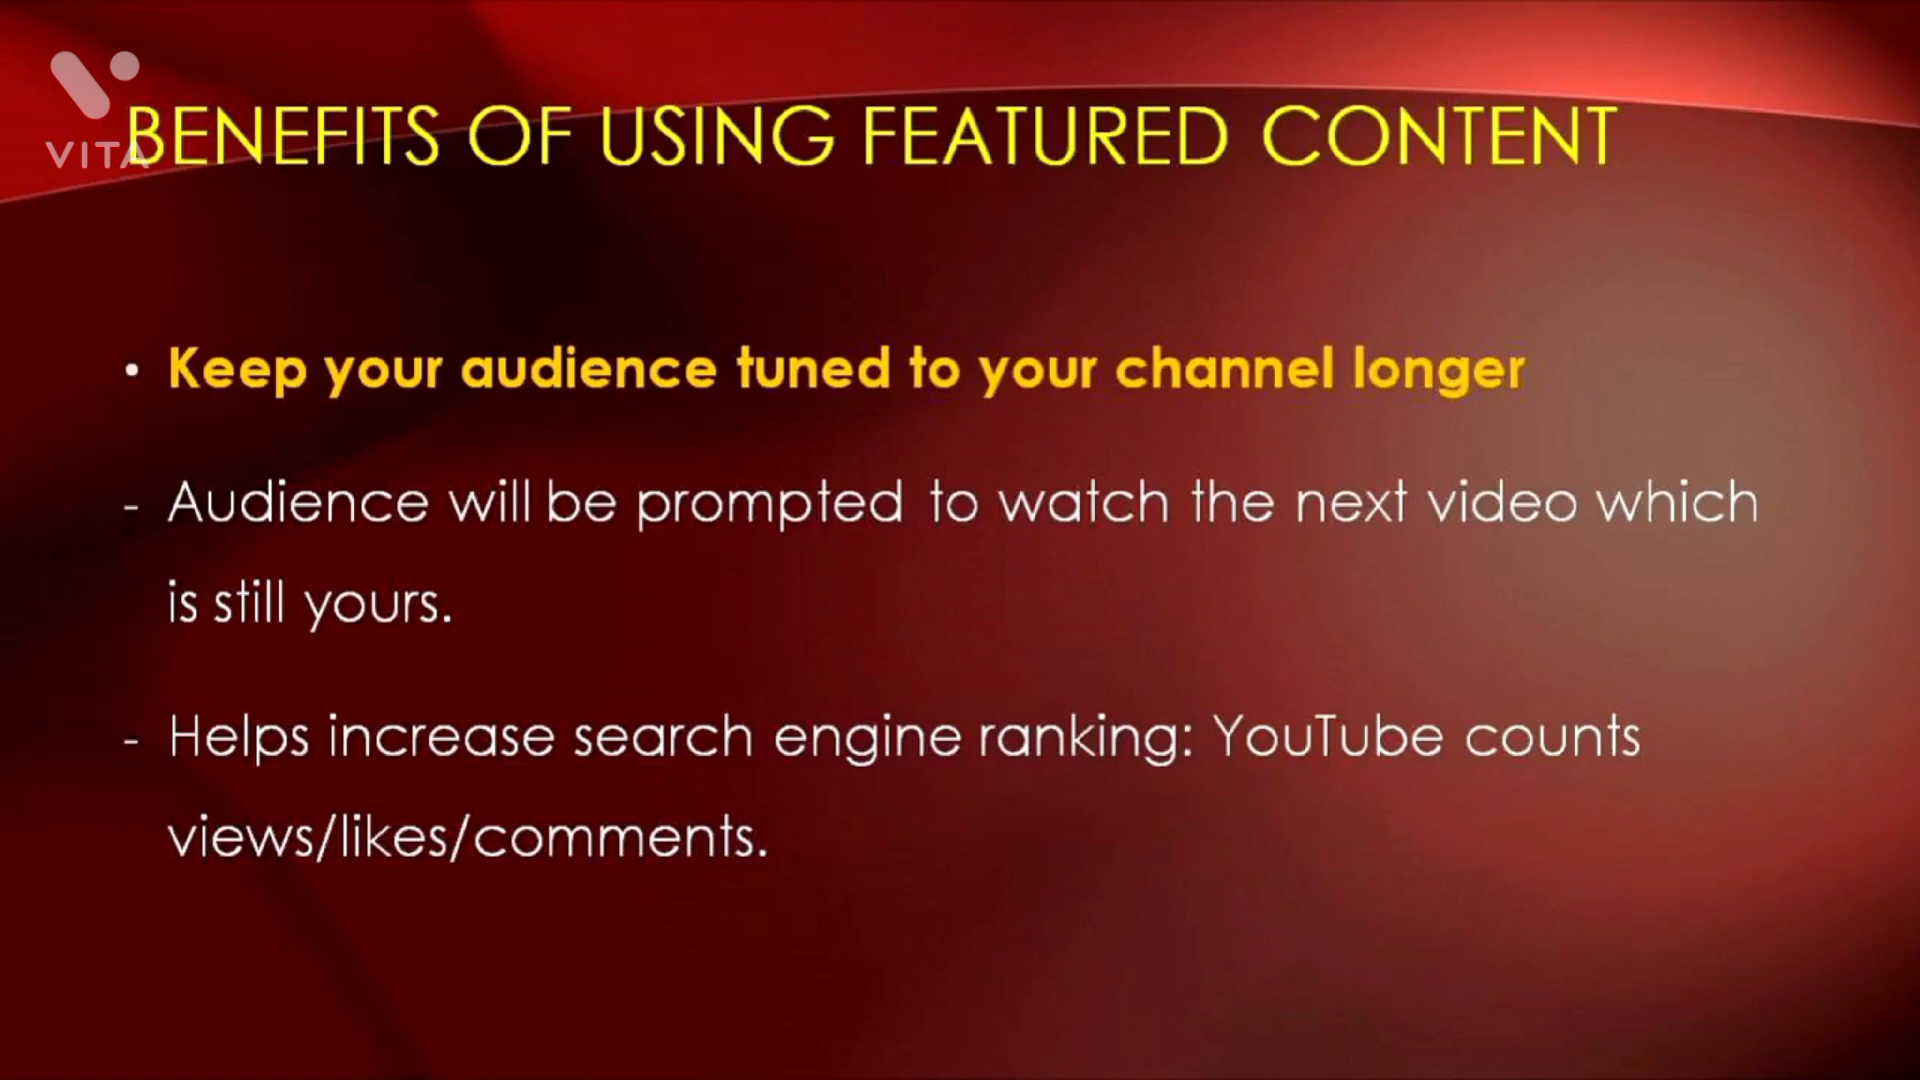 VITA
BENEFITS OF USING FEATURED CONTENT
• Keep your audience tuned to your channel longer
- Audience will be prompted to watch the next video which
is still yours.
- Helps increase search engine ranking: YouTube counts
views/likes/comments.